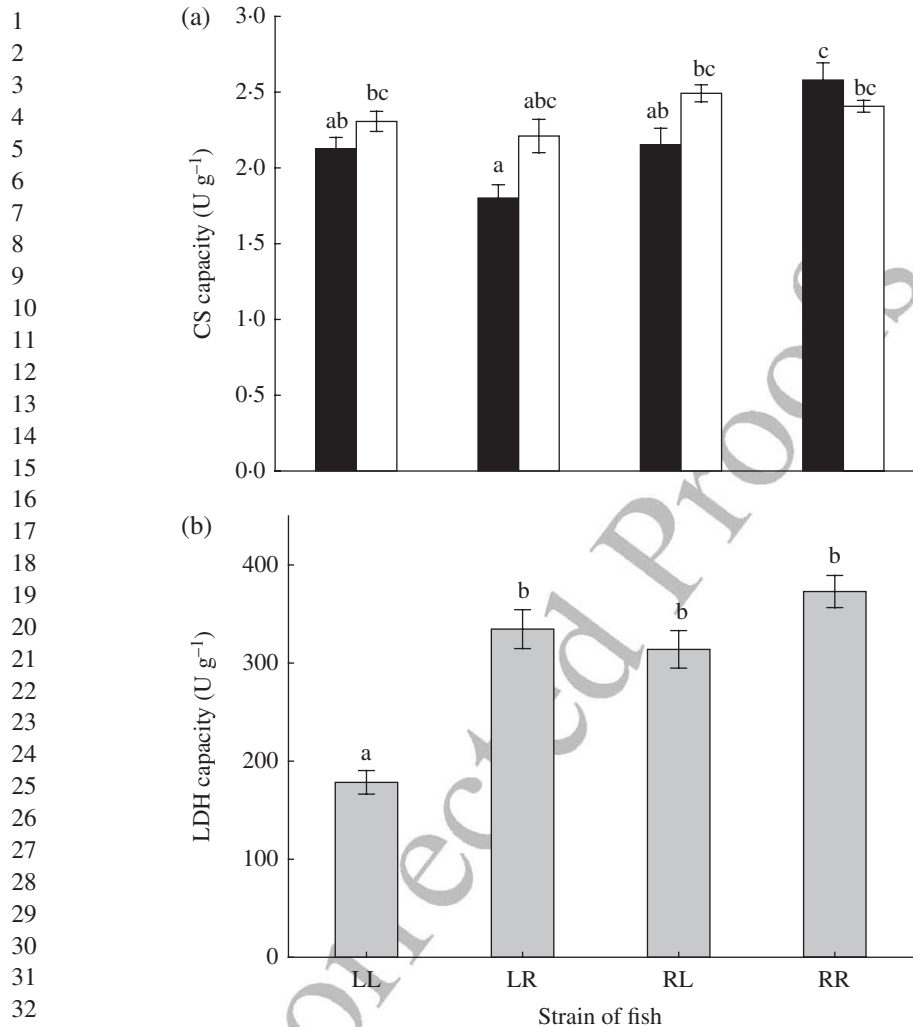 1
2
3
4
5
6
7
8
9
10
11
12
13
14
15
16
17
18
19
20
21
22
23
24
25
26
27
28
29
30
31
32
(a)
3·0
2·5
2·0
1·5
1·0
0·5
0·0
CS capacity (U g⁻¹)
ab
bc
a
abc
ab
bc
c
bc
(b)
400
300
200
100
0
LDH capacity (U g⁻¹)
a
b
b
b
LL LR RL RR
Strain of fish
orrected Proofs